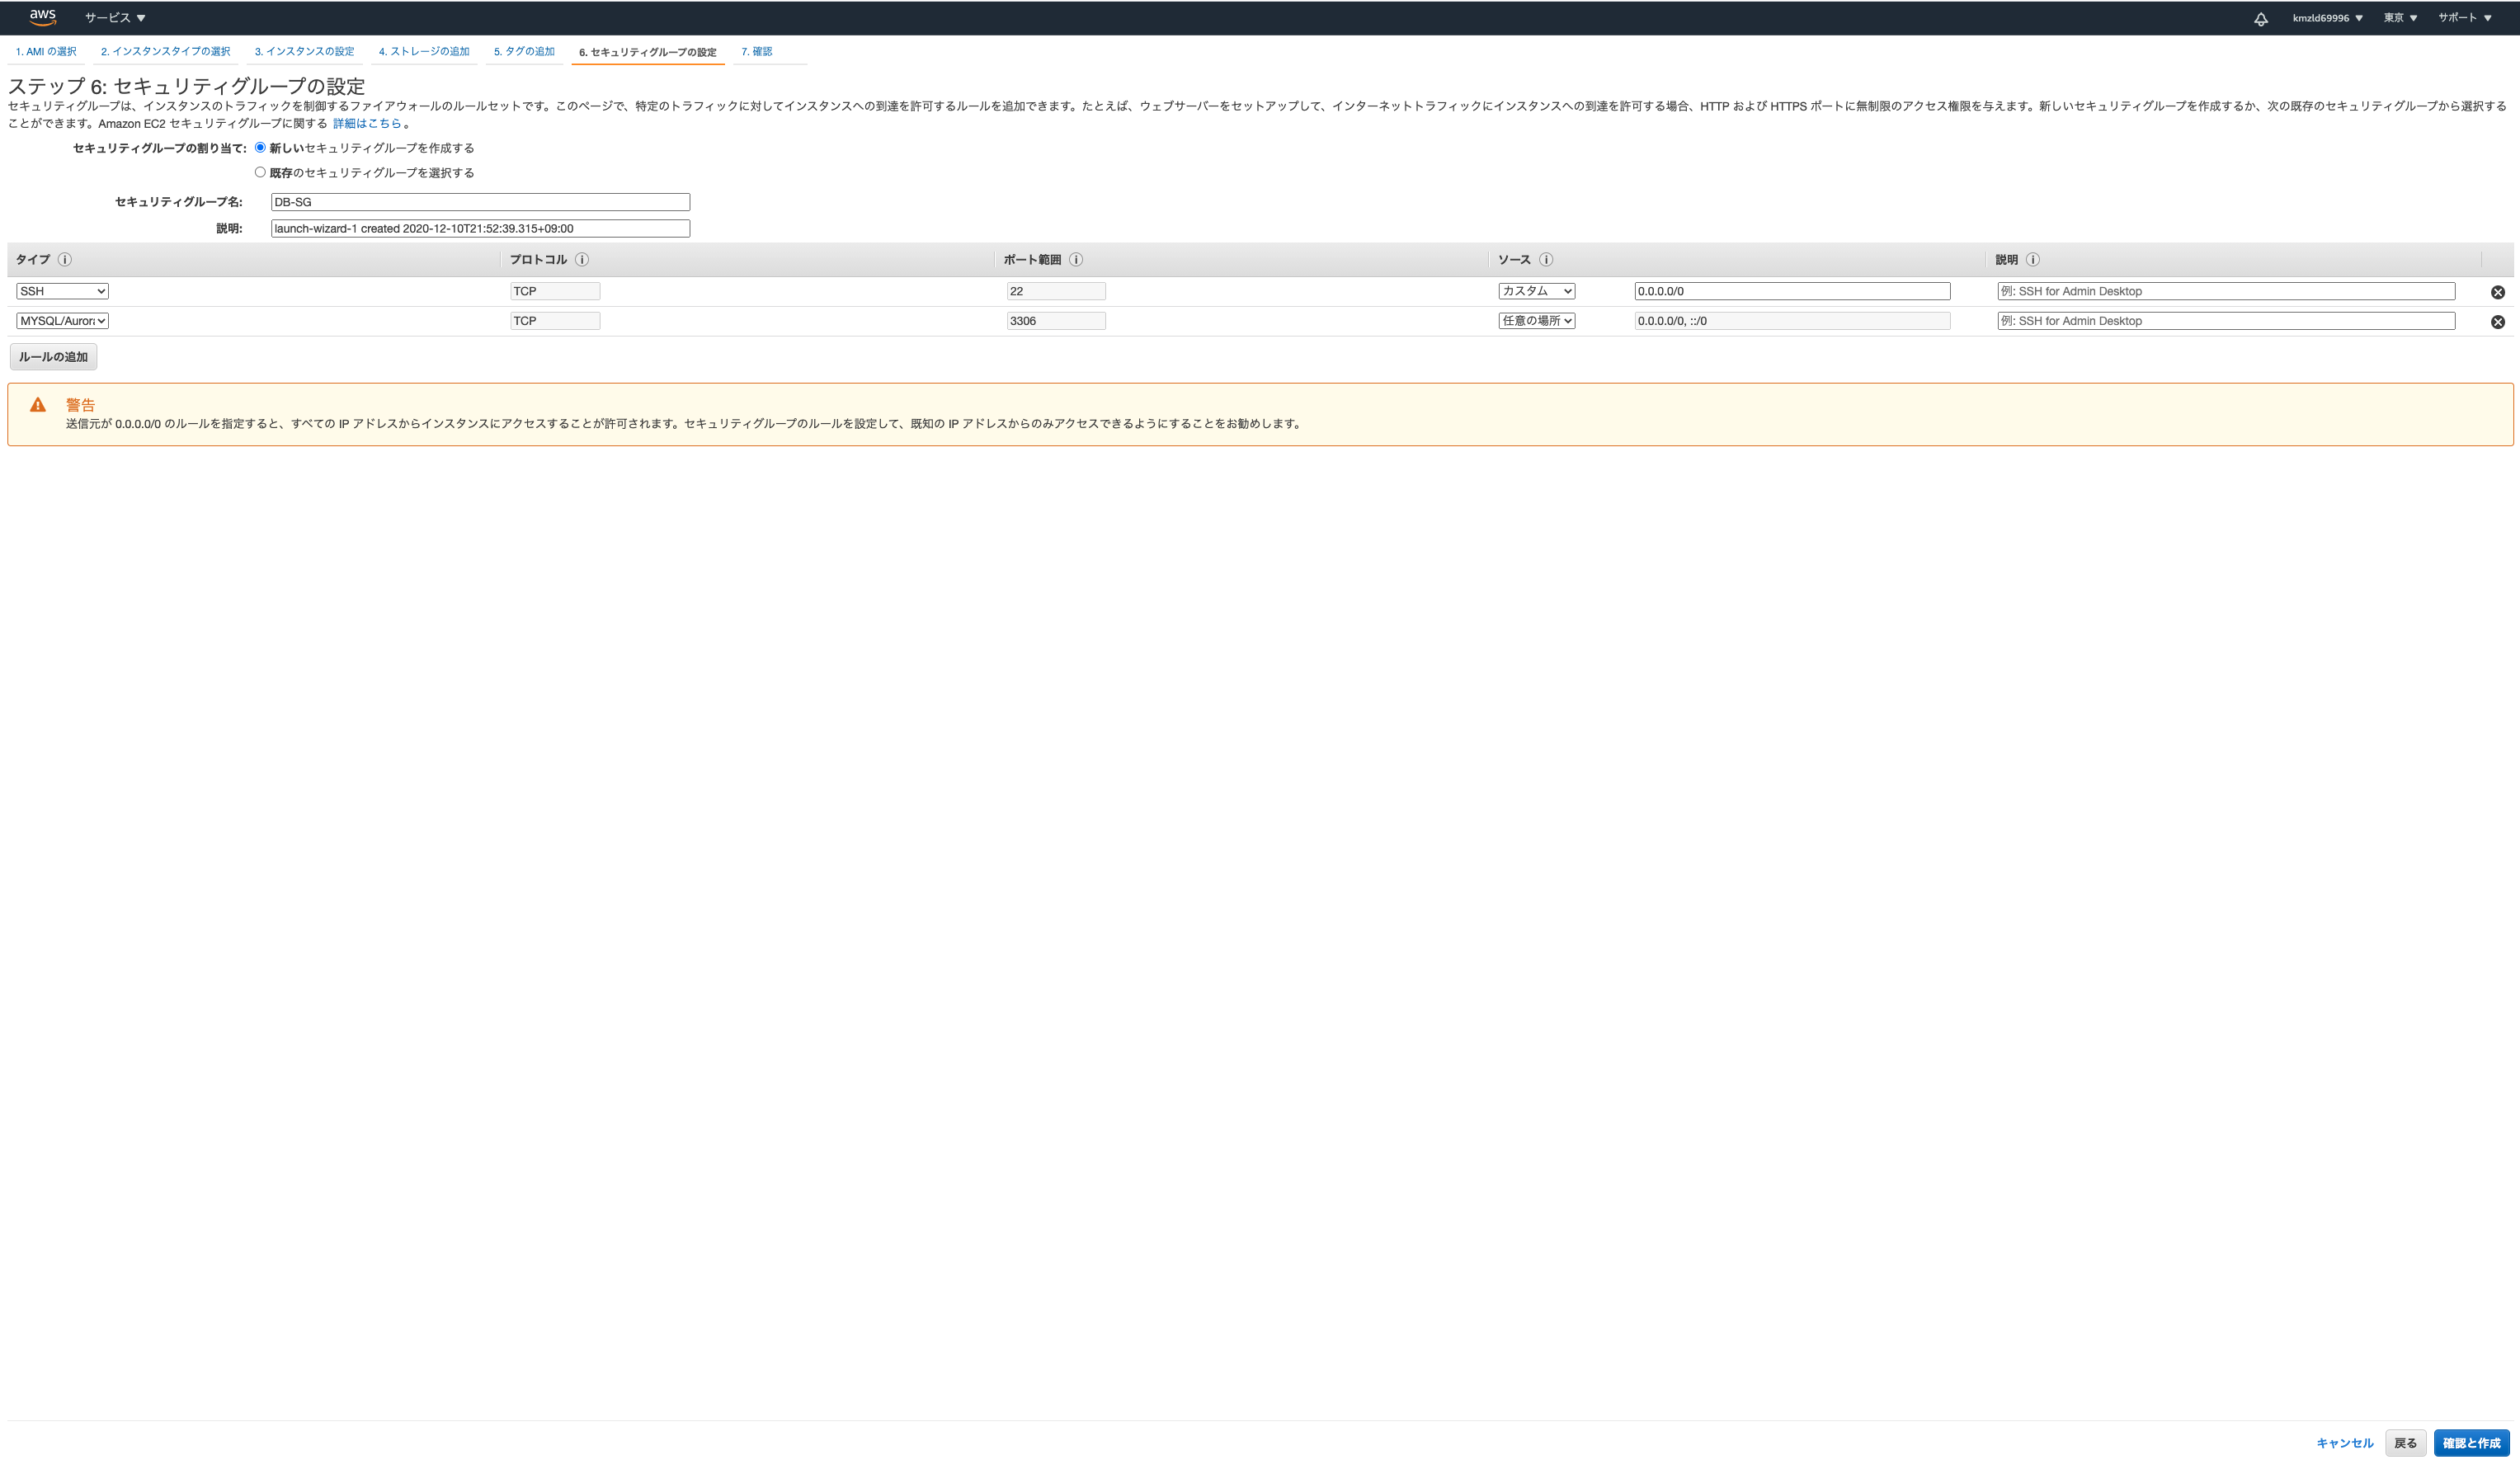 aws サービス kmzld69996 東京 サポート
1. AMI の選択 2. インスタンスタイプの選択 3. インスタンスの設定 4. ストレージの追加 5. タグの追加 6. セキュリティグループの設定 7. 確認
ステップ 6: セキュリティグループの設定
セキュリティグループは、インスタンスのトラフィックを制御するファイアウォールのルールセットです。このページで、特定のトラフィックに対してインスタンスへの到達を許可するルールを追加できます。たとえば、ウェブサーバーをセットアップして、インターネットトラフィックにインスタンスへの到達を許可する場合、HTTP および HTTPS ポートに無制限のアクセス権限を与えます。新しいセキュリティグループを作成するか、次の既存のセキュリティグループから選択する
ことができます。Amazon EC2 セキュリティグループに関する 詳細はこちら 。
セキュリティグループの割り当て: 新しいセキュリティグループを作成する
既存のセキュリティグループを選択する
セキュリティグループ名: DB-SG
説明: launch-wizard-1 created 2020-12-10T21:52:39.315+09:00
タイプ プロトコル ポート範囲 ソース 説明
SSH TCP 22 カスタム 0.0.0.0/0 例: SSH for Admin Desktop
MYSQL/Aurora TCP 3306 任意の場所 0.0.0.0/0, ::/0 例: SSH for Admin Desktop
ルールの追加
警告
送信元が 0.0.0.0/0 のルールを指定すると、すべての IP アドレスからインスタンスにアクセスすることが許可されます。セキュリティグループのルールを設定して、既知の IP アドレスからのみアクセスできるようにすることをお勧めします。
キャンセル 戻る 確認と作成